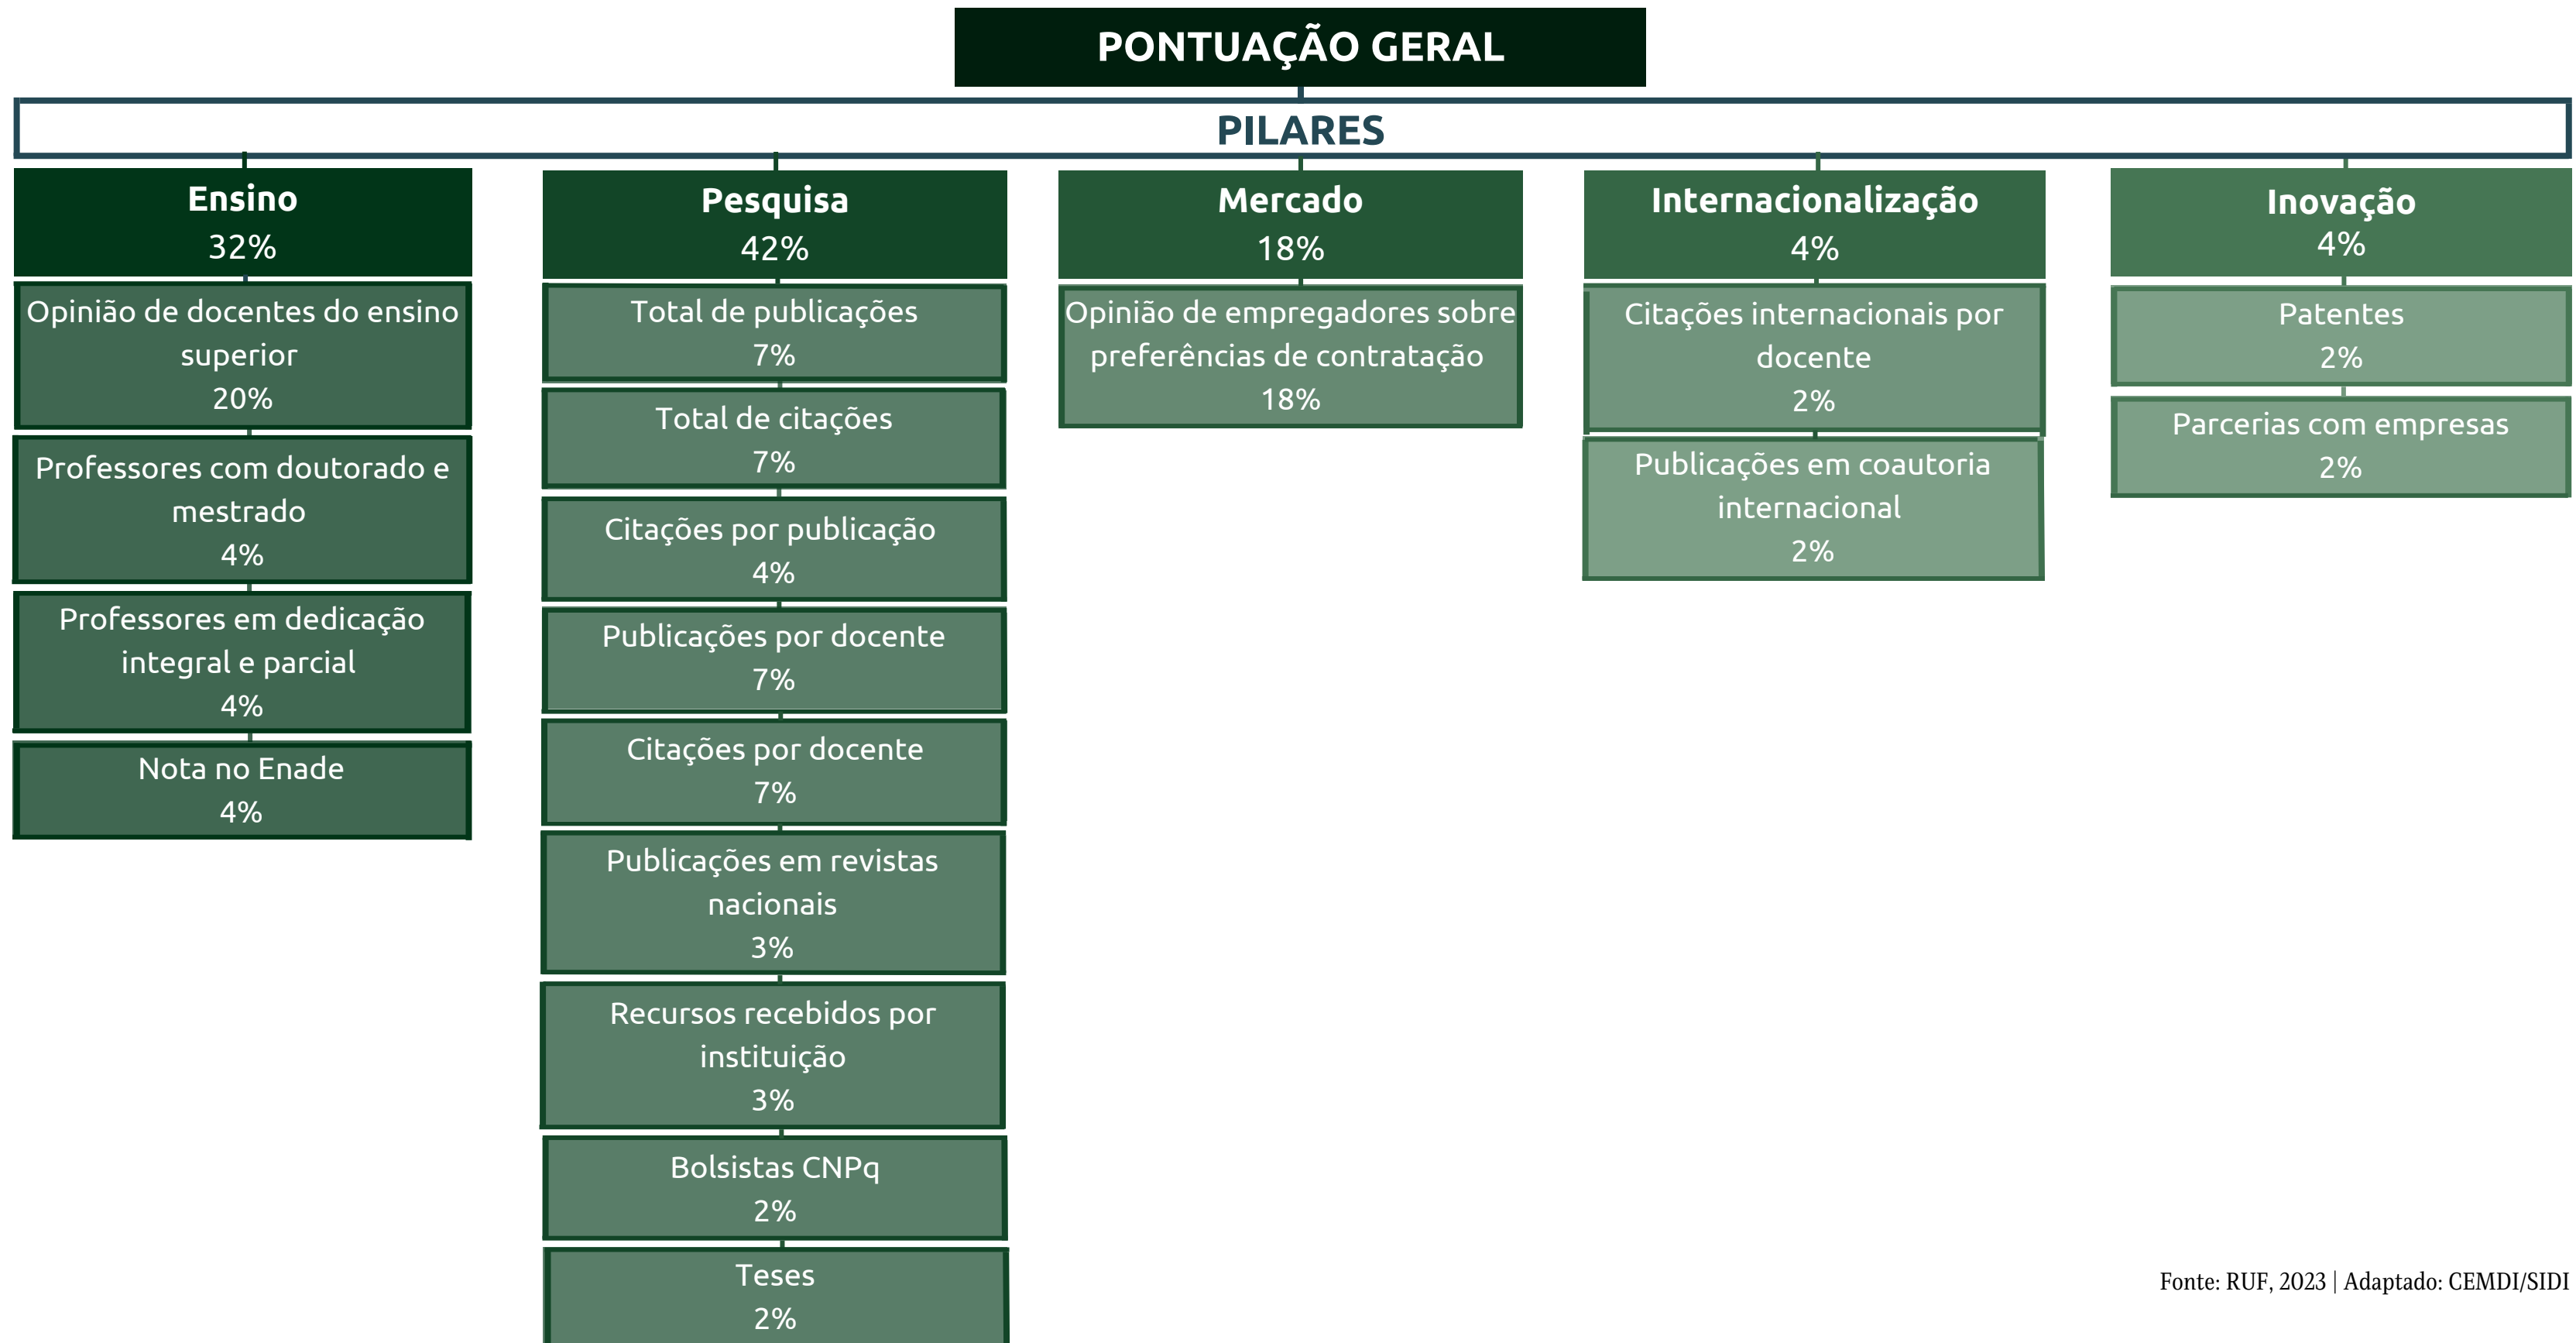 PONTUAÇÃO GERAL
PILARES
Ensino
32%
Opinião de docentes do ensino
superior
20%
Professores com doutorado e
mestrado
4%
Professores em dedicação
integral e parcial
4%
Nota no Enade
4%
Pesquisa
42%
Total de publicações
7%
Total de citações
7%
Citações por publicação
4%
Publicações por docente
7%
Citações por docente
7%
Publicações em revistas
nacionais
3%
Recursos recebidos por
instituição
3%
Bolsistas CNPq
2%
Teses
2%
Mercado
18%
Opinião de empregadores sobre
preferências de contratação
18%
Internacionalização
4%
Citações internacionais por
docente
2%
Publicações em coautoria
internacional
2%
Inovação
4%
Patentes
2%
Parcerias com empresas
2%
Fonte: RUF, 2023 | Adaptado: CEMDI/SIDI